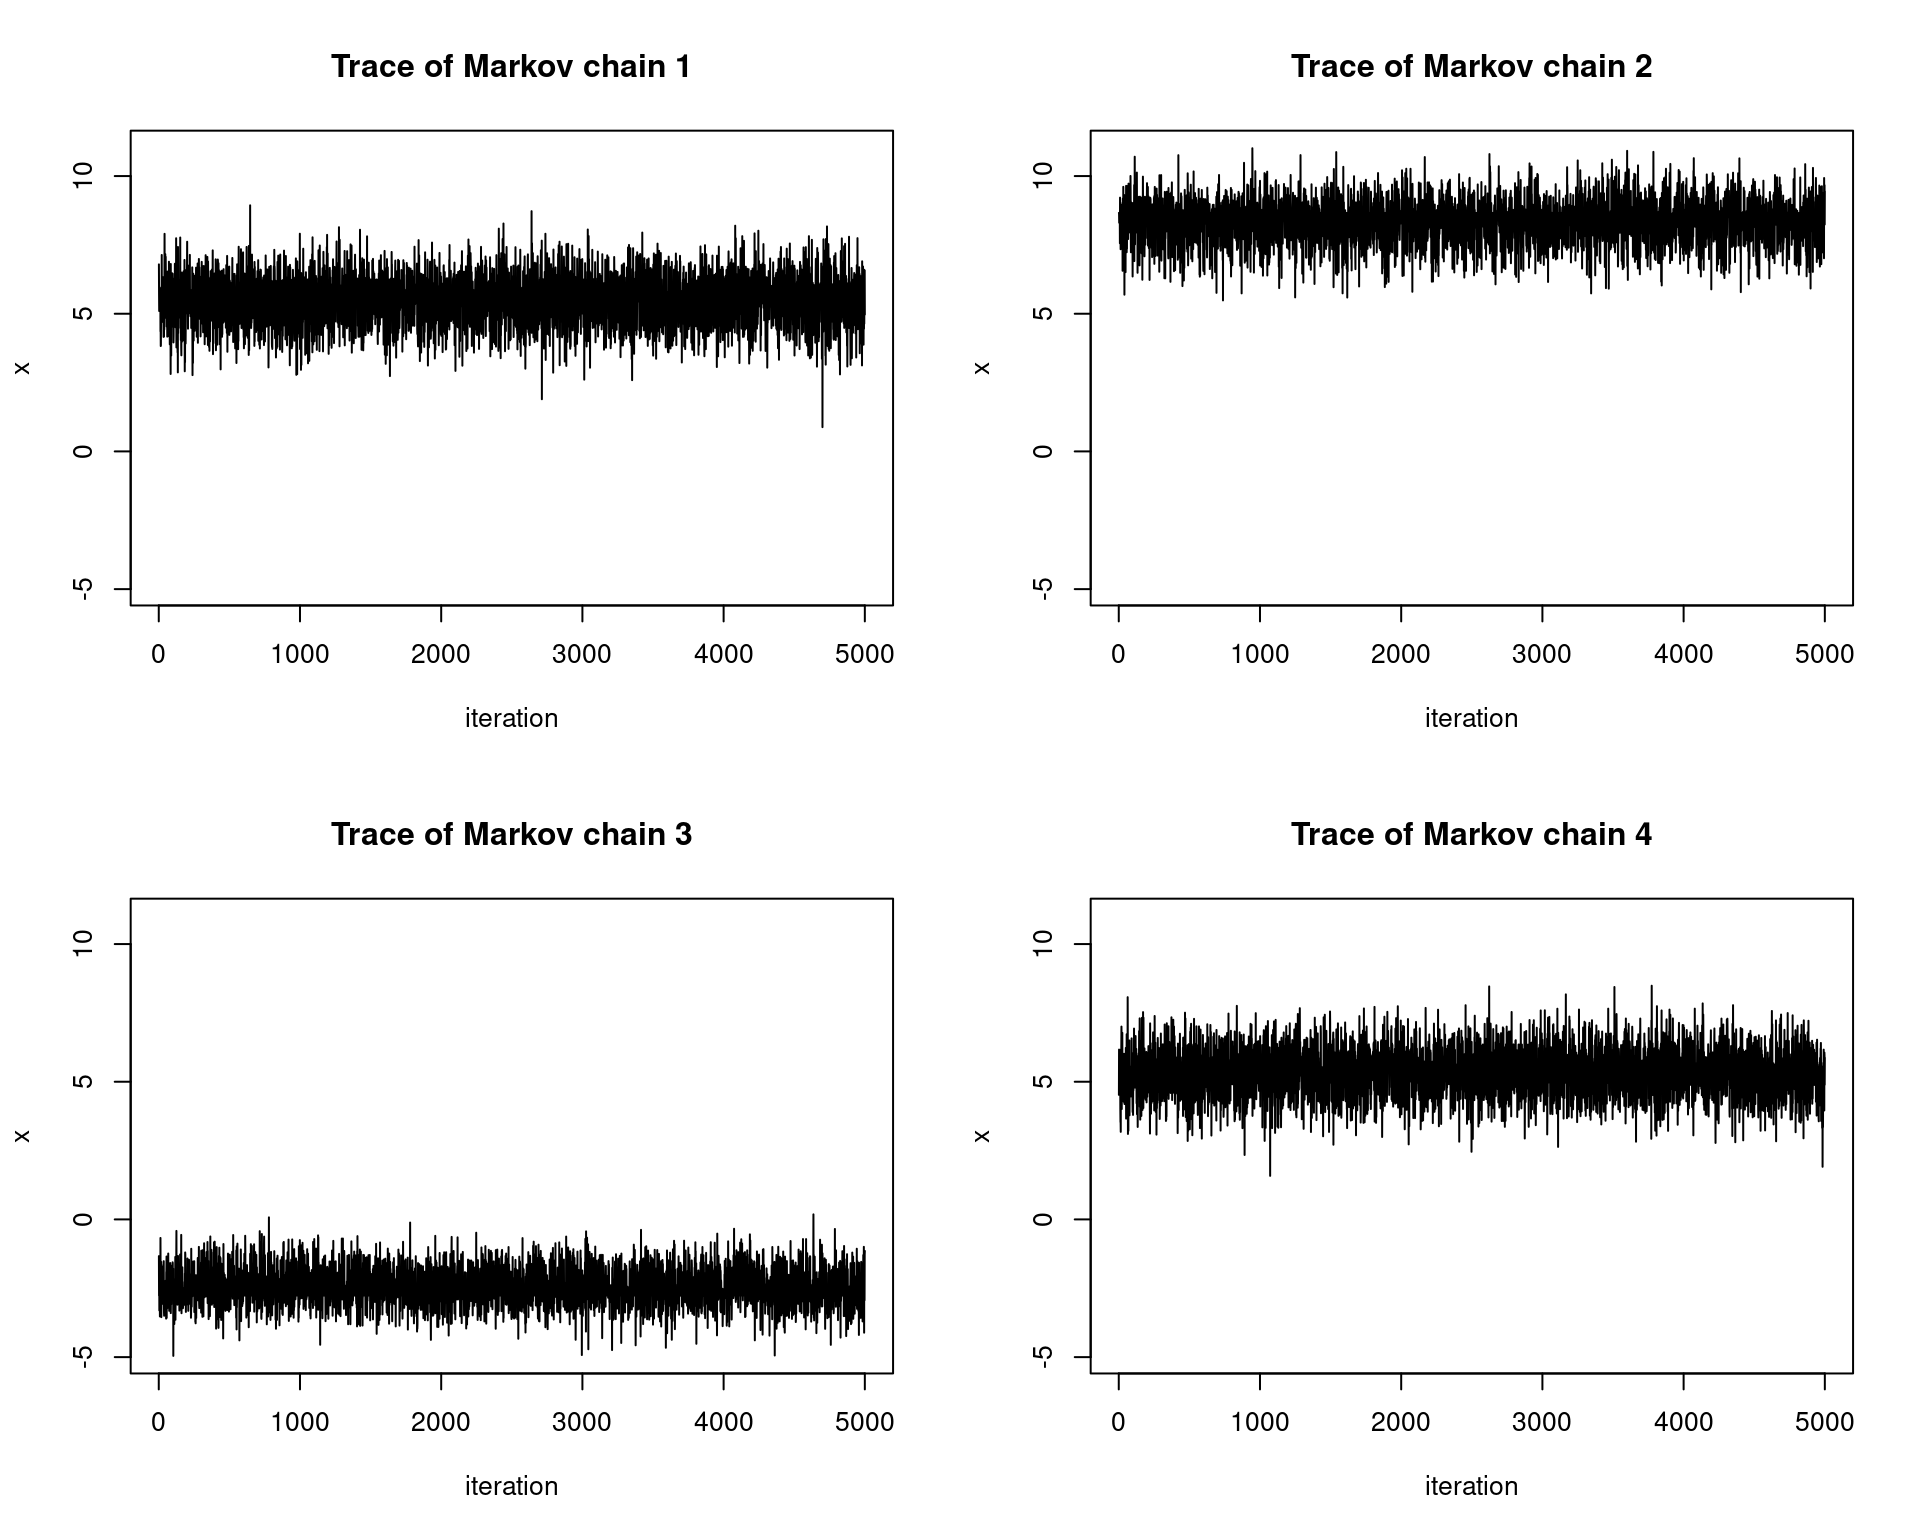 Trace of Markov chain 1
x
10
5
0
-5
0 1000 2000 3000 4000 5000
iteration
Trace of Markov chain 2
x
10
5
0
-5
0 1000 2000 3000 4000 5000
iteration
Trace of Markov chain 3
x
10
5
0
-5
0 1000 2000 3000 4000 5000
iteration
Trace of Markov chain 4
x
10
5
0
-5
0 1000 2000 3000 4000 5000
iteration